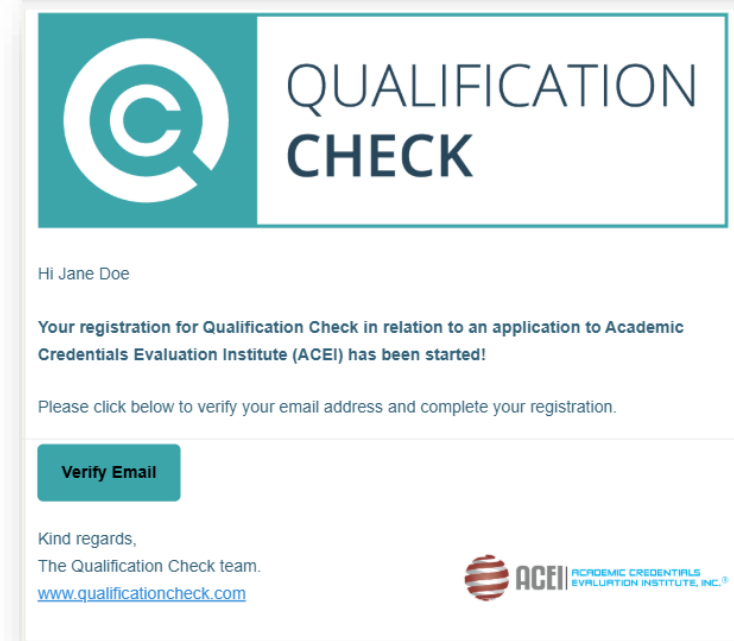 QUALIFICATION
CHECK
Hi Jane Doe
Your registration for Qualification Check in relation to an application to Academic
Credentials Evaluation Institute (ACEI) has been started!
Please click below to verify your email address and complete your registration.
Verify Email
Kind regards,
The Qualification Check team.
www.qualificationcheck.com
ACEI ACADEMIC CREDENTIALS
EVALUATION INSTITUTE, INC.®